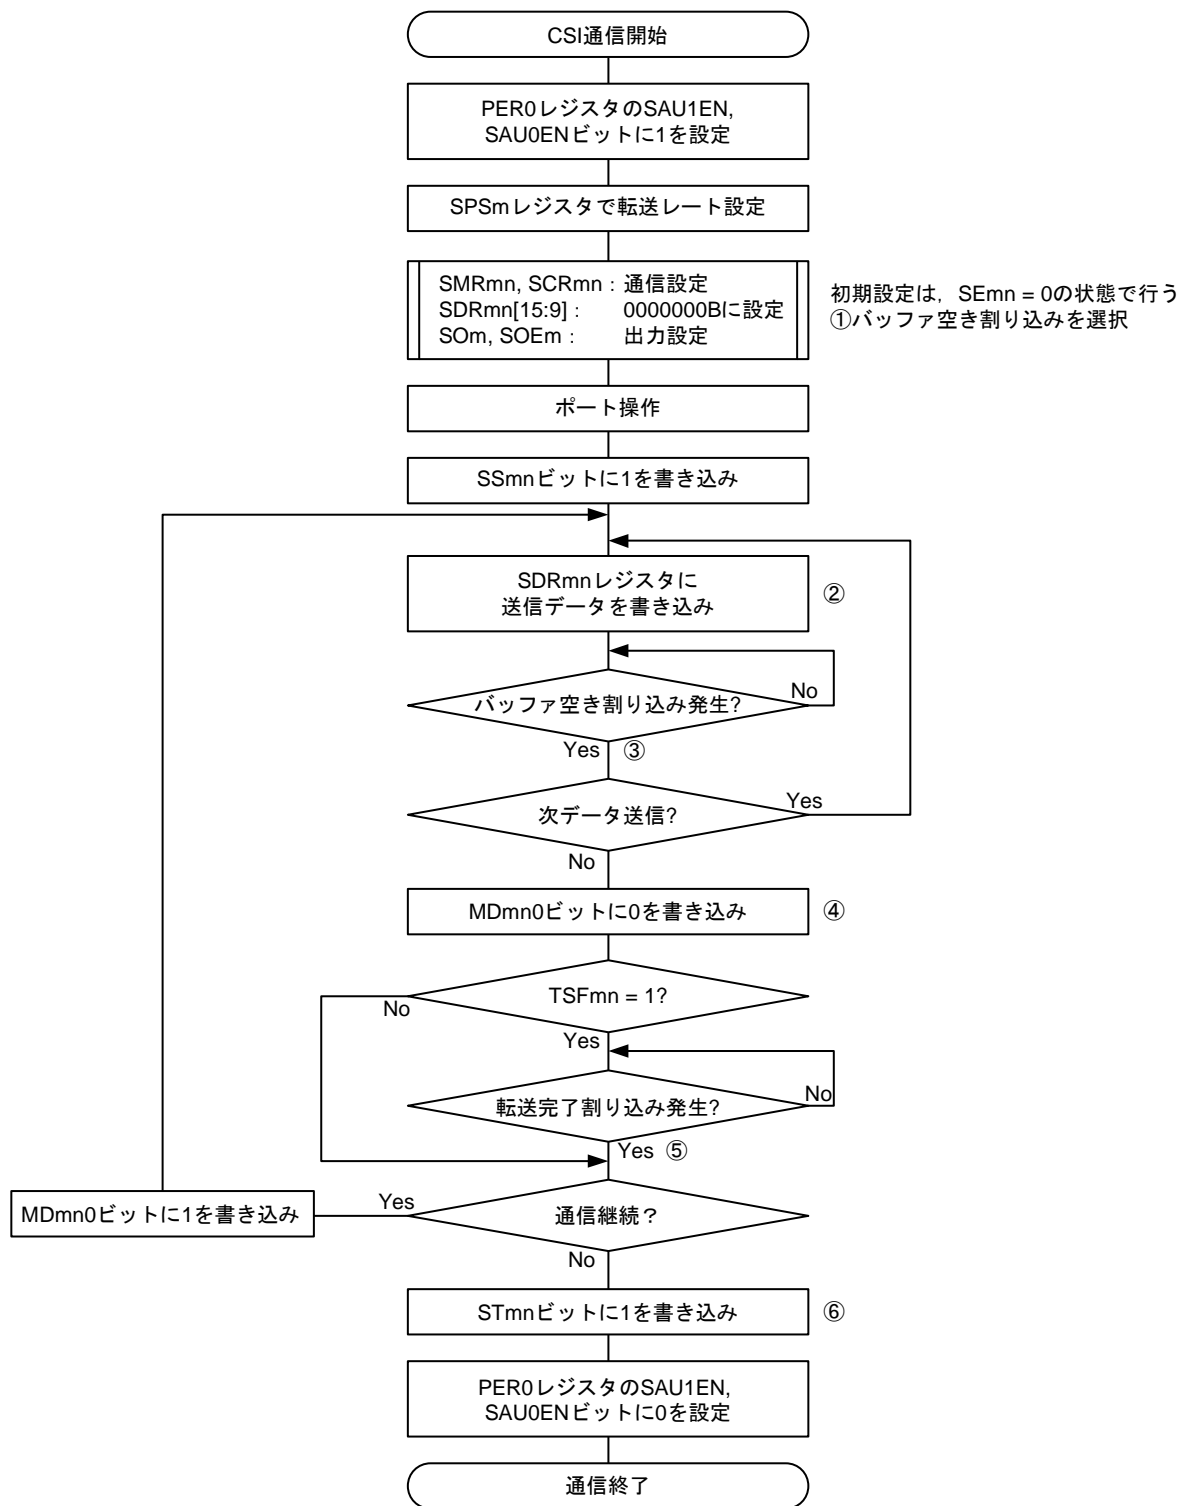 CSI通信開始
PER0レジスタのSAU1EN,
SAU0ENビットに1を設定
SPSmレジスタで転送レート設定
SMRmn, SCRmn：通信設定
SDRmn[15:9]： 0000000Bに設定
SOm, SOEm： 出力設定
初期設定は，SEmn = 0の状態で行う
①バッファ空き割り込みを選択
ポート操作
SSmnビットに1を書き込み
SDRmnレジスタに
送信データを書き込み
②
バッファ空き割り込み発生?
No
Yes ③
次データ送信?
Yes
No
MDmn0ビットに0を書き込み ④
TSFmn = 1?
No
Yes
転送完了割り込み発生?
No
Yes ⑤
通信継続？
Yes
MDmn0ビットに1を書き込み
No
STmnビットに1を書き込み ⑥
PER0レジスタのSAU1EN,
SAU0ENビットに0を設定
通信終了